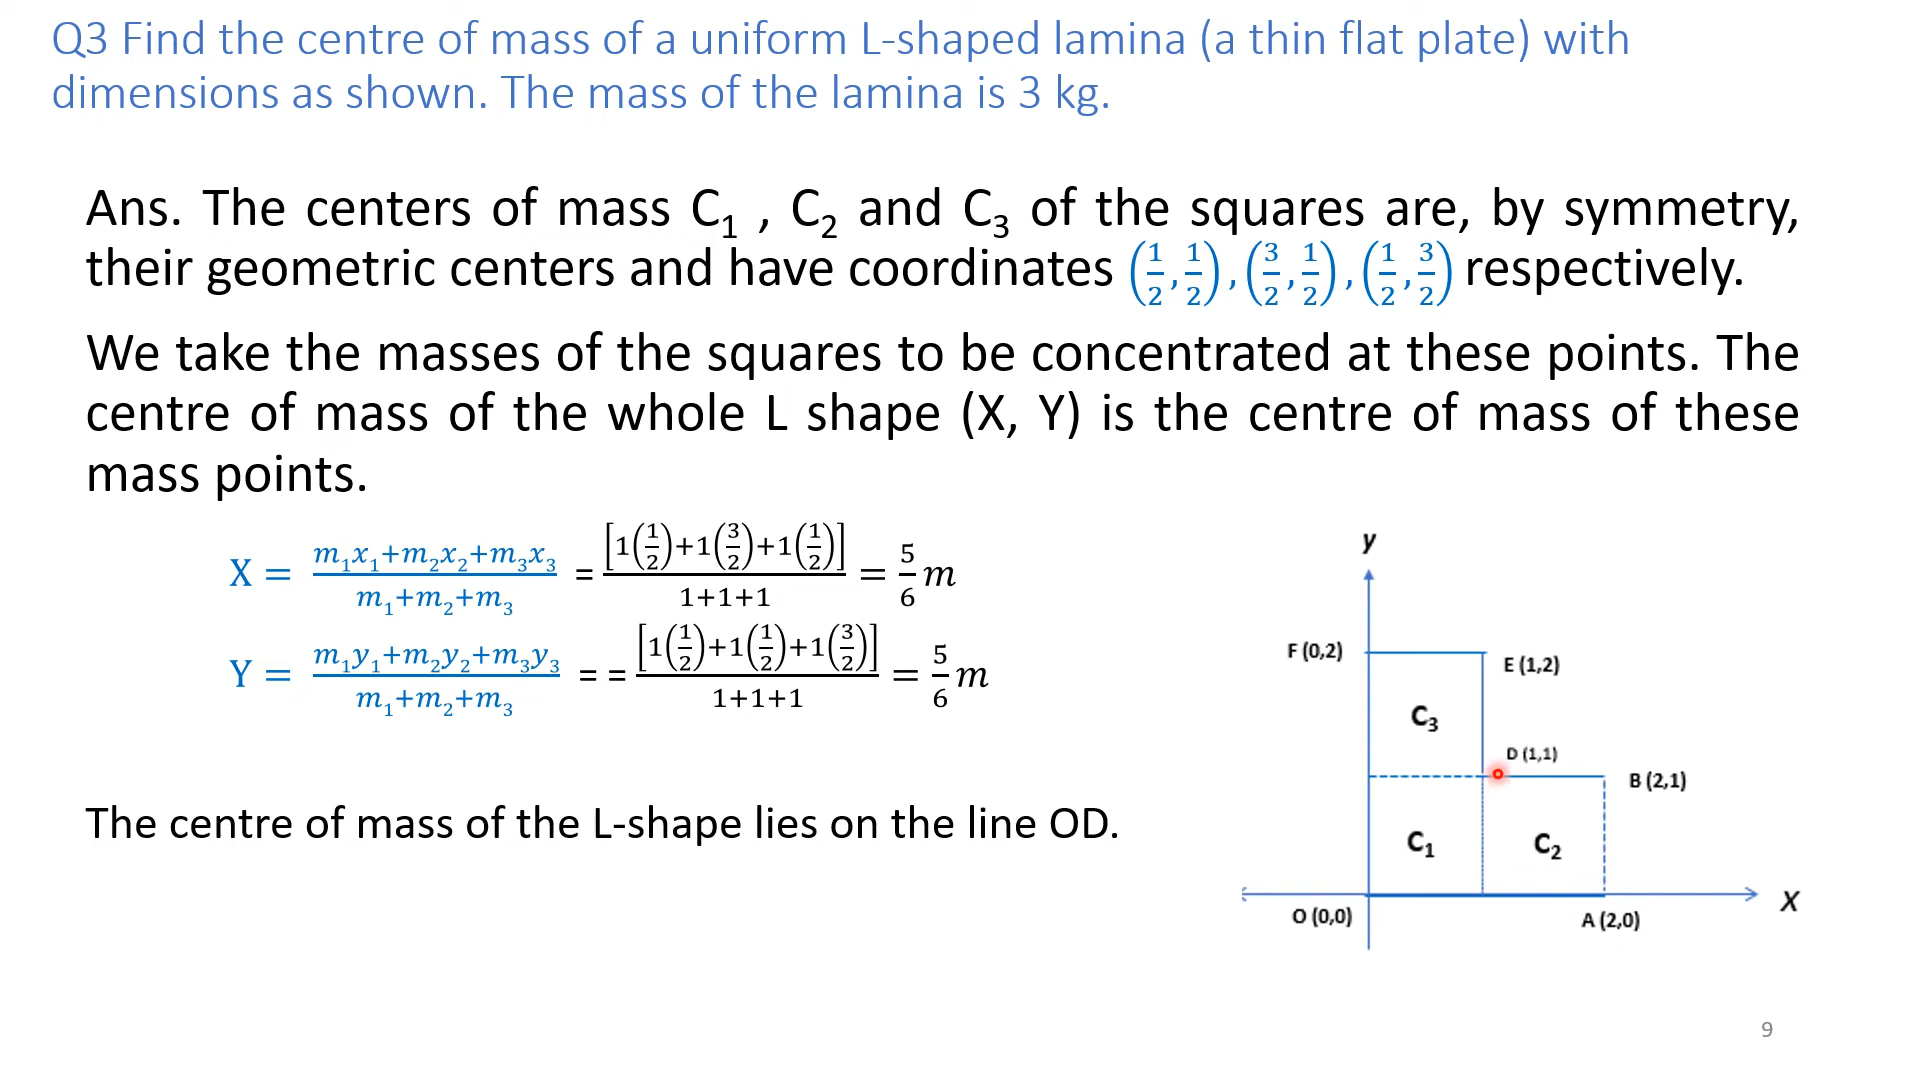 Q3 Find the centre of mass of a uniform L-shaped lamina (a thin flat plate) with
dimensions as shown. The mass of the lamina is 3 kg.
Ans. The centers of mass C₁ , C₂ and C₃ of the squares are, by symmetry,
their geometric centers and have coordinates (1/2, 1/2), (3/2, 1/2), (1/2, 3/2) respectively.
We take the masses of the squares to be concentrated at these points. The
centre of mass of the whole L shape (X, Y) is the centre of mass of these
mass points.
X = (m₁x₁+m₂x₂+m₃x₃)/(m₁+m₂+m₃) = [1(1/2)+1(3/2)+1(1/2)]/(1+1+1) = 5/6 m
Y = (m₁y₁+m₂y₂+m₃y₃)/(m₁+m₂+m₃) = = [1(1/2)+1(1/2)+1(3/2)]/(1+1+1) = 5/6 m
The centre of mass of the L-shape lies on the line OD.
y
F (0,2)
E (1,2)
C₃
D (1,1)
B (2,1)
C₁
C₂
X
O (0,0)
A (2,0)
9